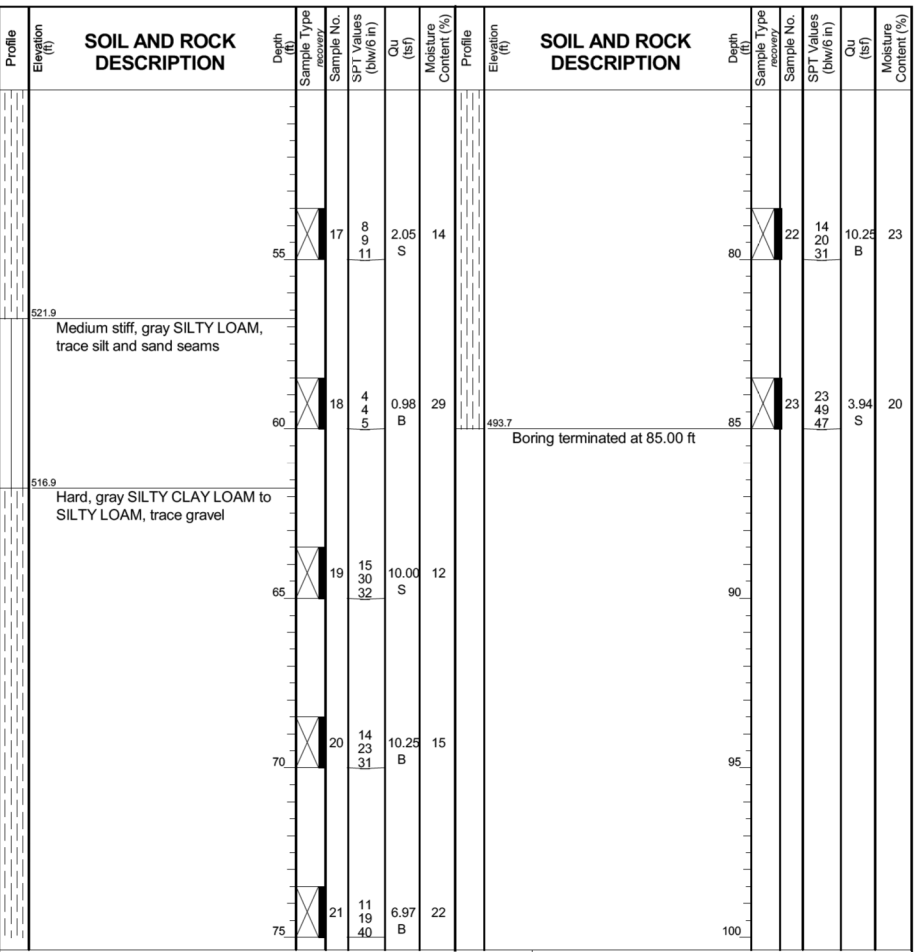 Profile
Elevation
(ft)
SOIL AND ROCK
DESCRIPTION
Depth
(ft)
Sample Type
recovery
Sample No.
SPT Values
(blw/6 in)
Qu
(tsf)
Moisture
Content (%)
17
8
9
11
2.05
S
14
55
521.9
Medium stiff, gray SILTY LOAM,
trace silt and sand seams
18
4
4
5
0.98
B
29
60
516.9
Hard, gray SILTY CLAY LOAM to
SILTY LOAM, trace gravel
19
15
30
32
10.00
S
12
65
20
14
23
31
10.25
B
15
70
21
11
19
40
6.97
B
22
75
Profile
Elevation
(ft)
SOIL AND ROCK
DESCRIPTION
Depth
(ft)
Sample Type
recovery
Sample No.
SPT Values
(blw/6 in)
Qu
(tsf)
Moisture
Content (%)
22
14
20
31
10.25
B
23
80
23
23
49
47
3.94
S
20
85
493.7
Boring terminated at 85.00 ft
90
95
100